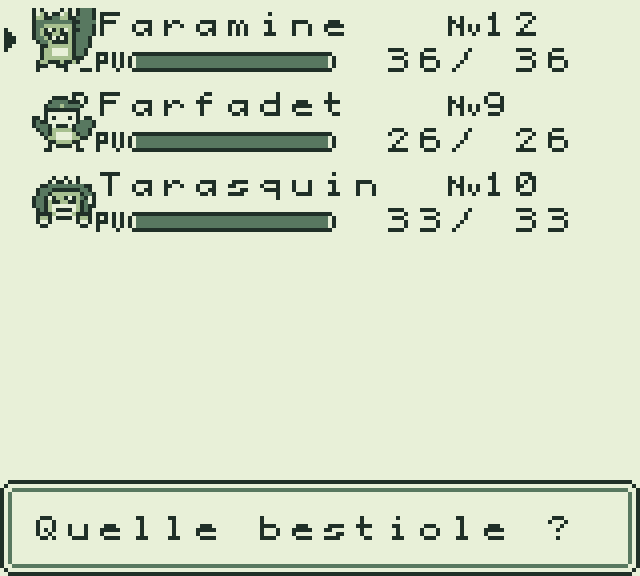 Faramine Nv12
PV 36/ 36
Farfadet Nv9
PV 26/ 26
Tarasquin Nv10
PV 33/ 33
Quelle bestiole ?